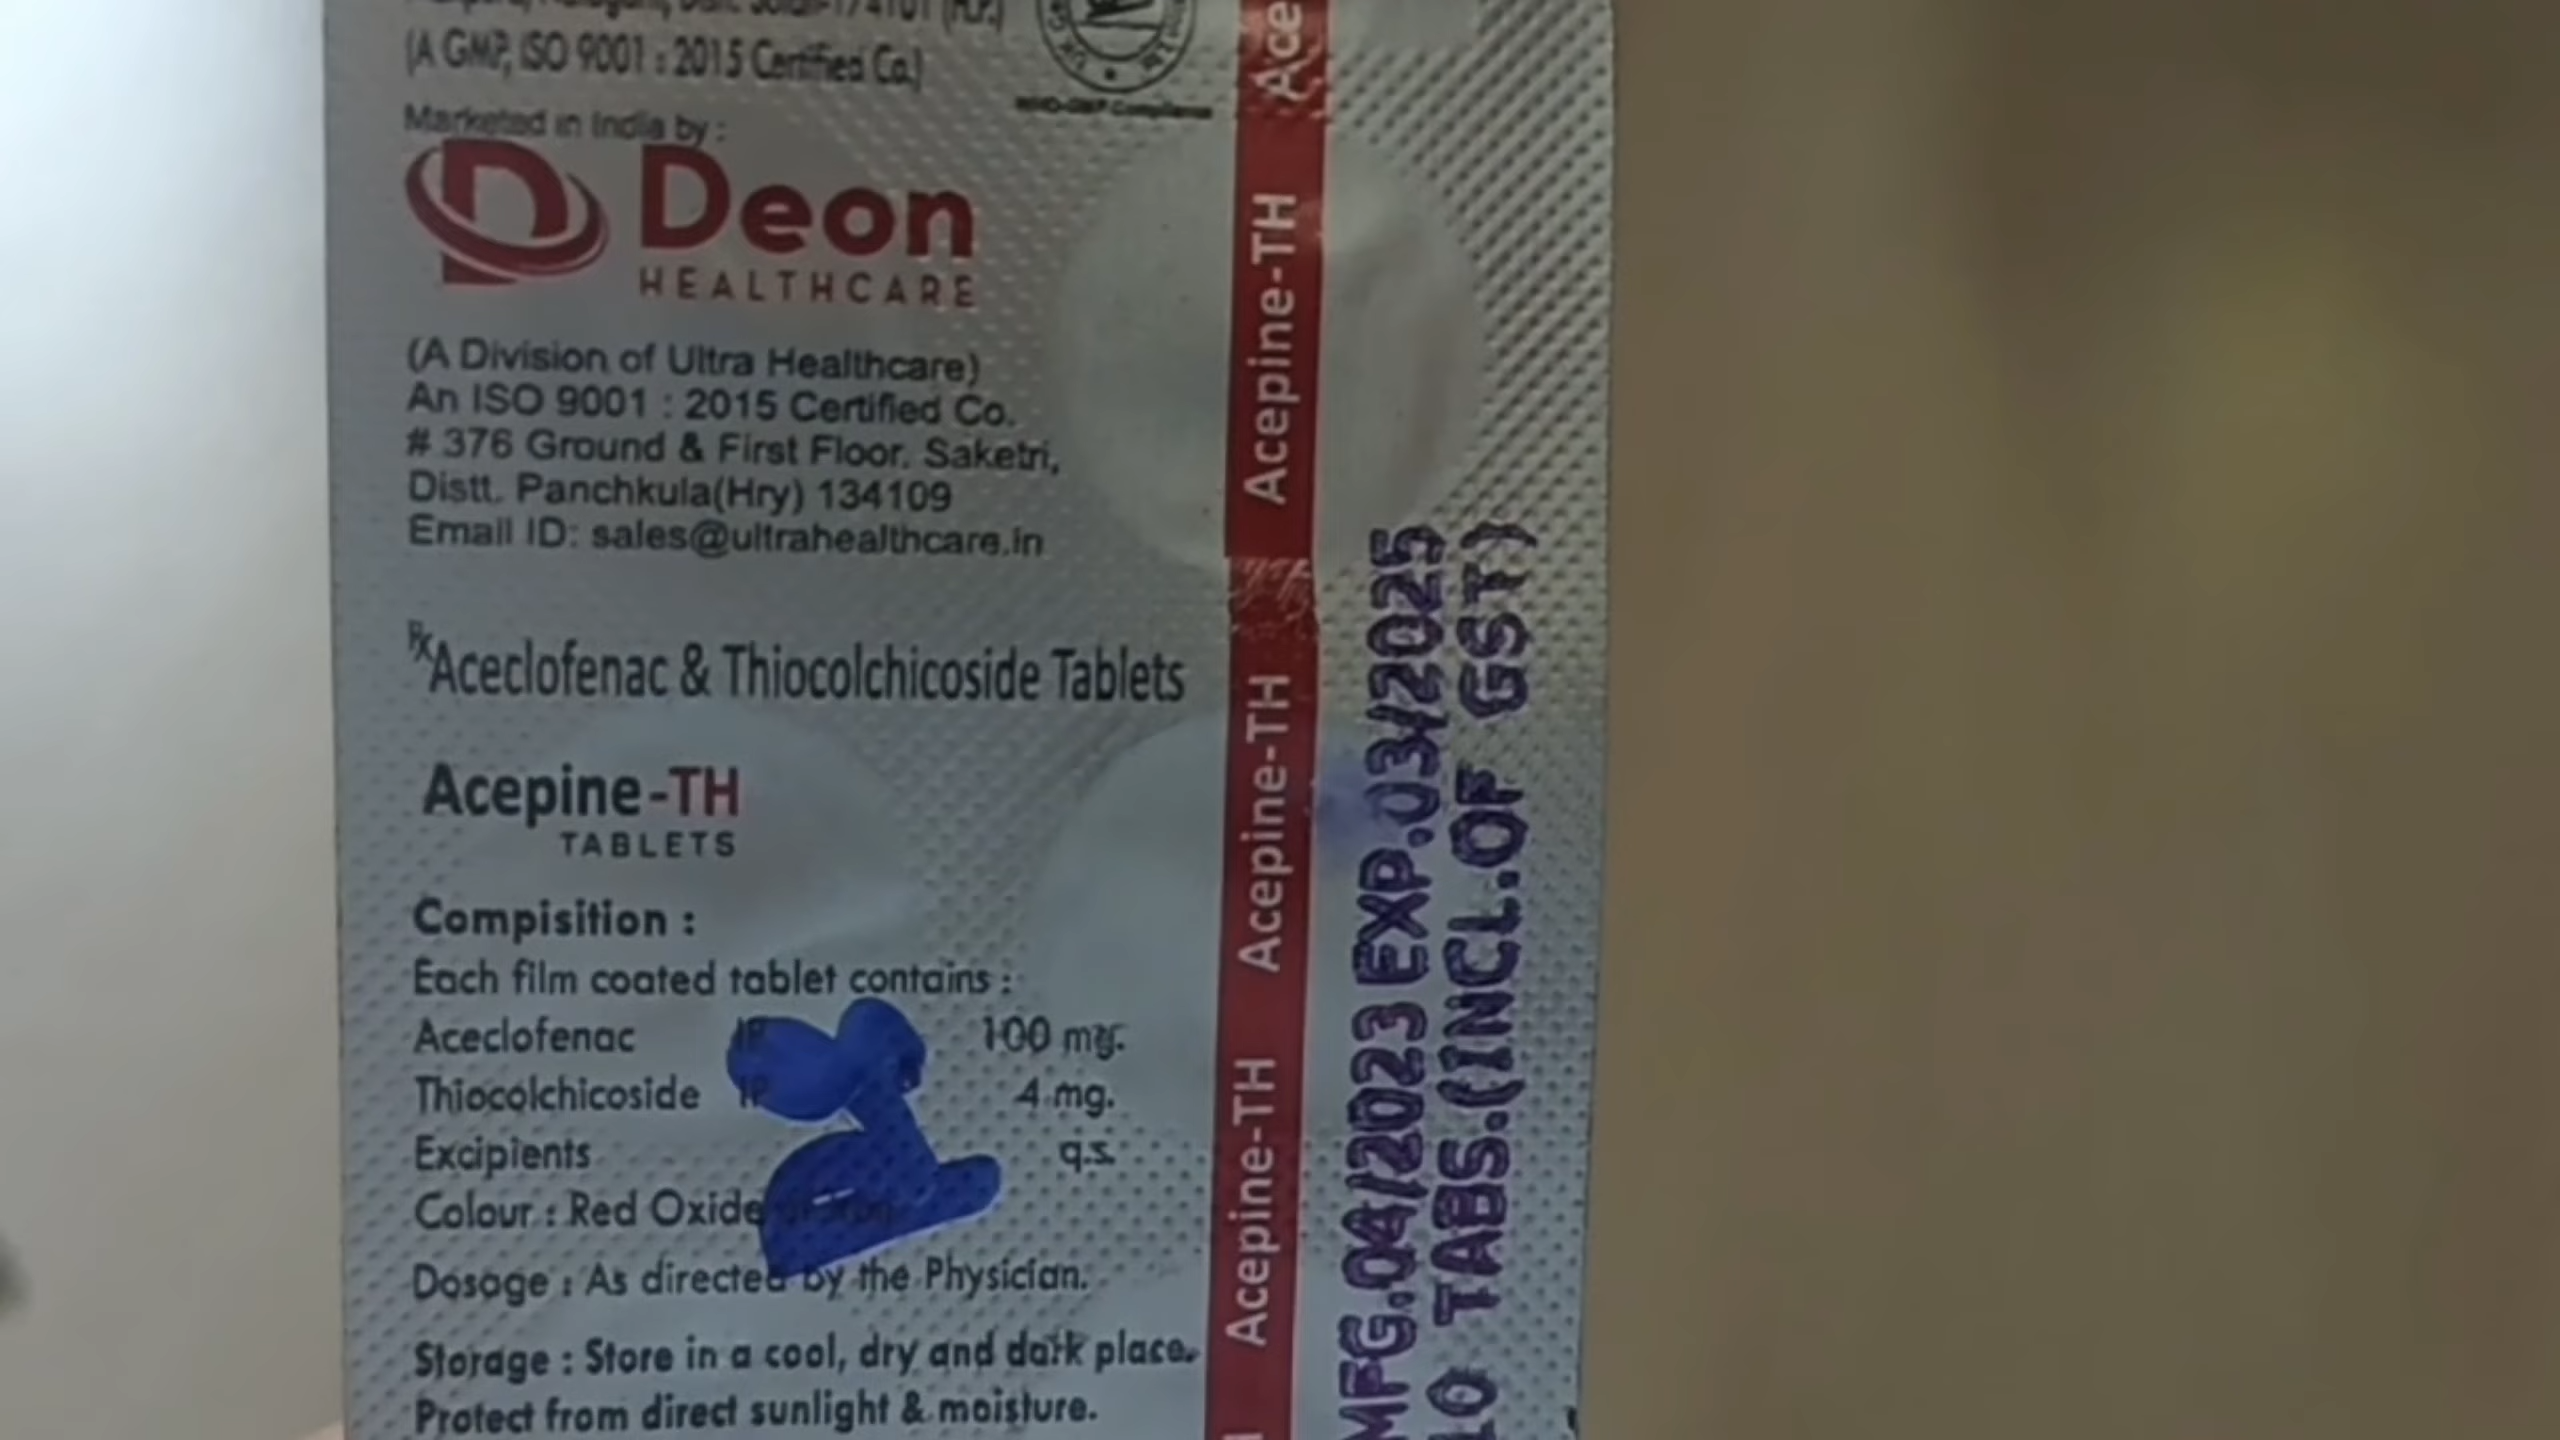 (A GMP, ISO 9001 : 2015 Certified Co.)
WHO-GMP Compliance
Marketed in India by :
Deon
HEALTHCARE
(A Division of Ultra Healthcare)
An ISO 9001 : 2015 Certified Co.
# 376 Ground & First Floor, Saketri,
Distt. Panchkula(Hry) 134109
Email ID: sales@ultrahealthcare.in
Rx Aceclofenac & Thiocolchicoside Tablets
Acepine-TH
TABLETS
Compisition :
Each film coated tablet contains :
Aceclofenac IP 100 mg.
Thiocolchicoside IP 4 mg.
Excipients q.s.
Colour : Red Oxide
Dosage : As directed by the Physician.
Storage : Store in a cool, dry and dark place.
Protect from direct sunlight & moisture.
Ace
Acepine-TH
Acepine-TH
Acepine-TH
MFG.04/2023 EXP.03/2025
10 TABS.(INCL.OF GST)